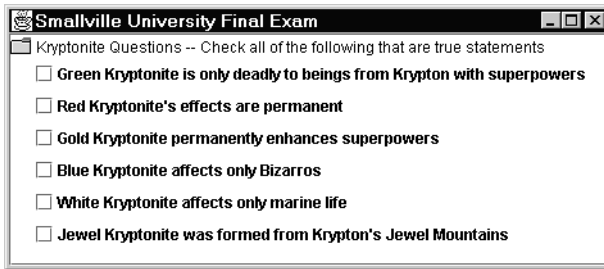 Smallville University Final Exam
Kryptonite Questions -- Check all of the following that are true statements
Green Kryptonite is only deadly to beings from Krypton with superpowers
Red Kryptonite's effects are permanent
Gold Kryptonite permanently enhances superpowers
Blue Kryptonite affects only Bizarros
White Kryptonite affects only marine life
Jewel Kryptonite was formed from Krypton's Jewel Mountains